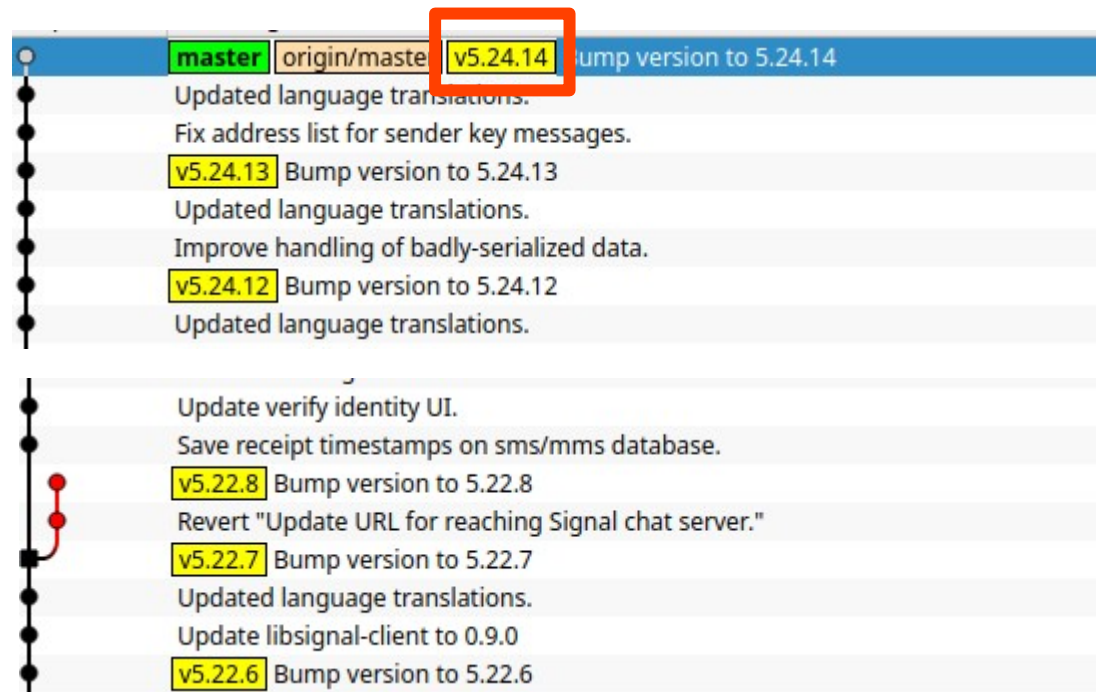 master origin/maste v5.24.14 ump version to 5.24.14
Updated language translations.
Fix address list for sender key messages.
v5.24.13 Bump version to 5.24.13
Updated language translations.
Improve handling of badly-serialized data.
v5.24.12 Bump version to 5.24.12
Updated language translations.
Update verify identity UI.
Save receipt timestamps on sms/mms database.
v5.22.8 Bump version to 5.22.8
Revert "Update URL for reaching Signal chat server."
v5.22.7 Bump version to 5.22.7
Updated language translations.
Update libsignal-client to 0.9.0
v5.22.6 Bump version to 5.22.6